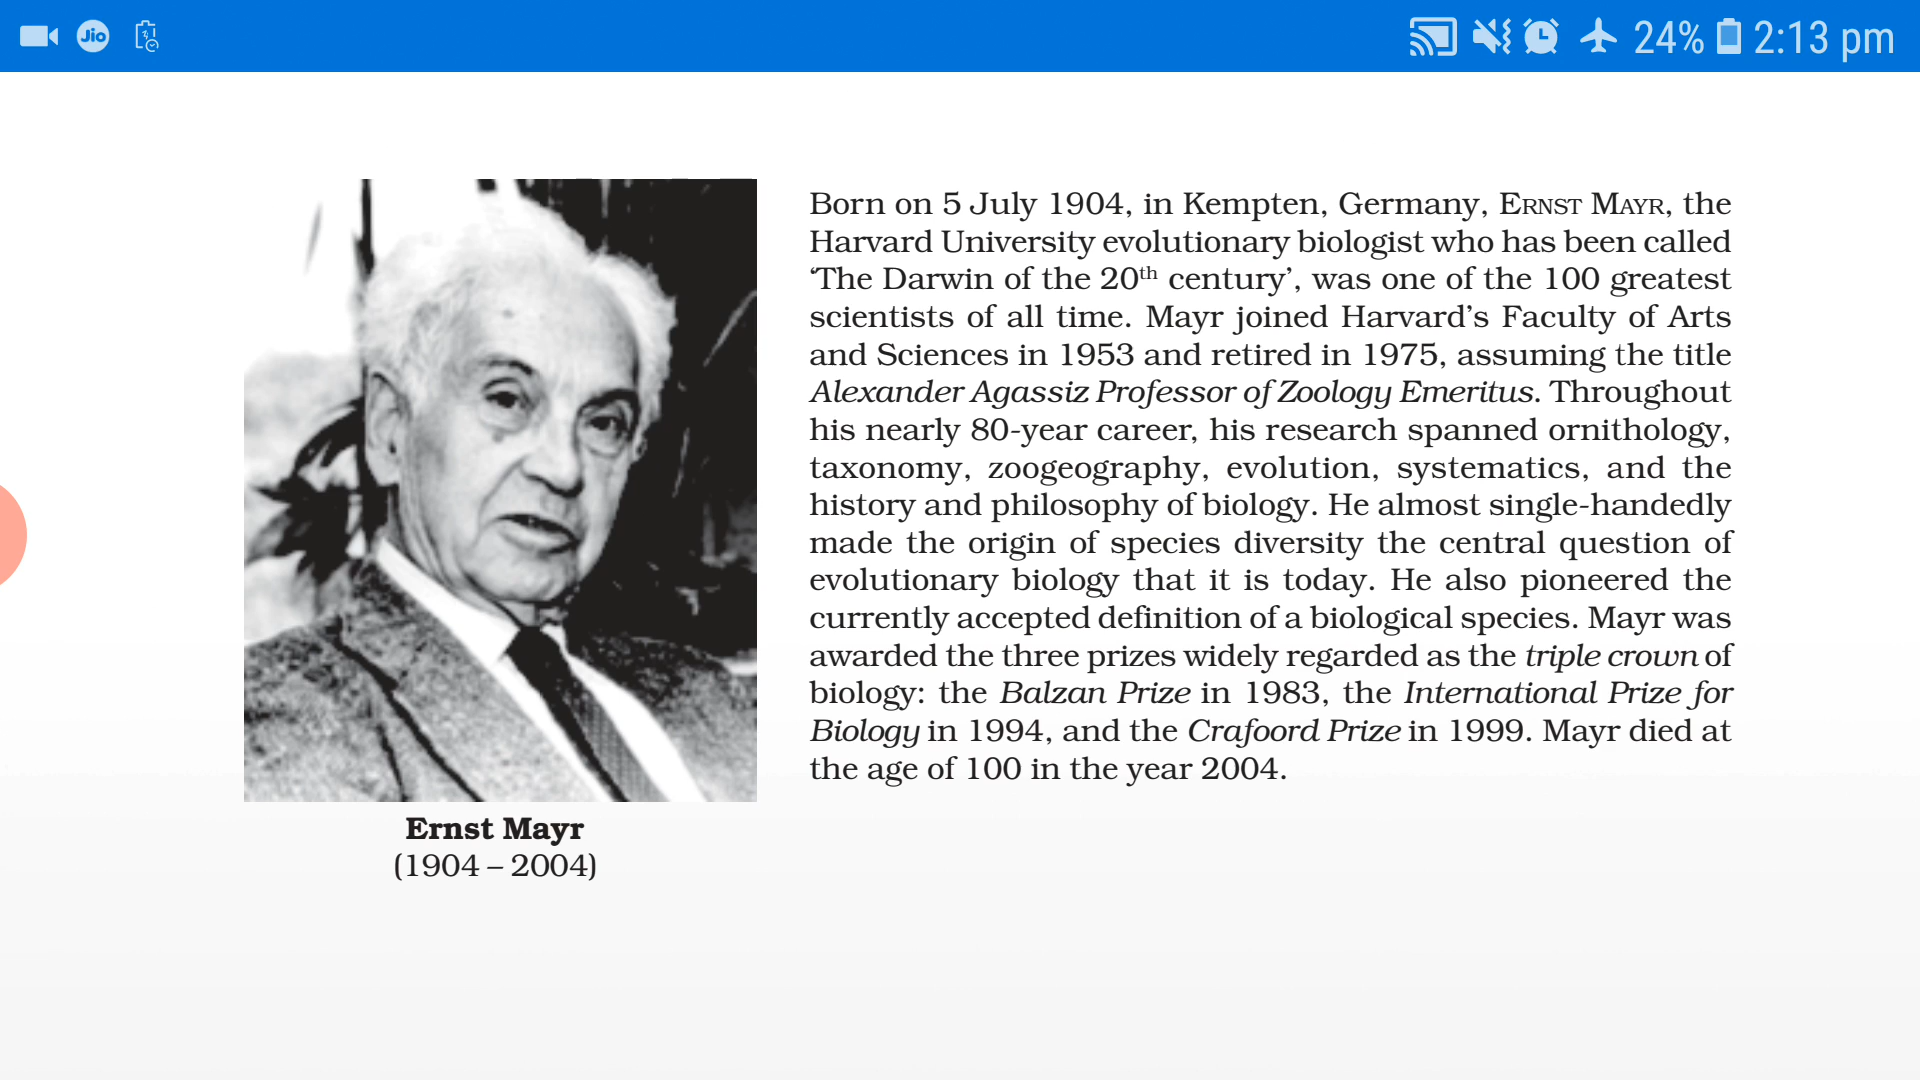 Jio
24% 2:13 pm
Born on 5 July 1904, in Kempten, Germany, ERNST MAYR, the
Harvard University evolutionary biologist who has been called
‘The Darwin of the 20th century’, was one of the 100 greatest
scientists of all time. Mayr joined Harvard’s Faculty of Arts
and Sciences in 1953 and retired in 1975, assuming the title
Alexander Agassiz Professor of Zoology Emeritus. Throughout
his nearly 80-year career, his research spanned ornithology,
taxonomy, zoogeography, evolution, systematics, and the
history and philosophy of biology. He almost single-handedly
made the origin of species diversity the central question of
evolutionary biology that it is today. He also pioneered the
currently accepted definition of a biological species. Mayr was
awarded the three prizes widely regarded as the triple crown of
biology: the Balzan Prize in 1983, the International Prize for
Biology in 1994, and the Crafoord Prize in 1999. Mayr died at
the age of 100 in the year 2004.
Ernst Mayr
(1904 – 2004)